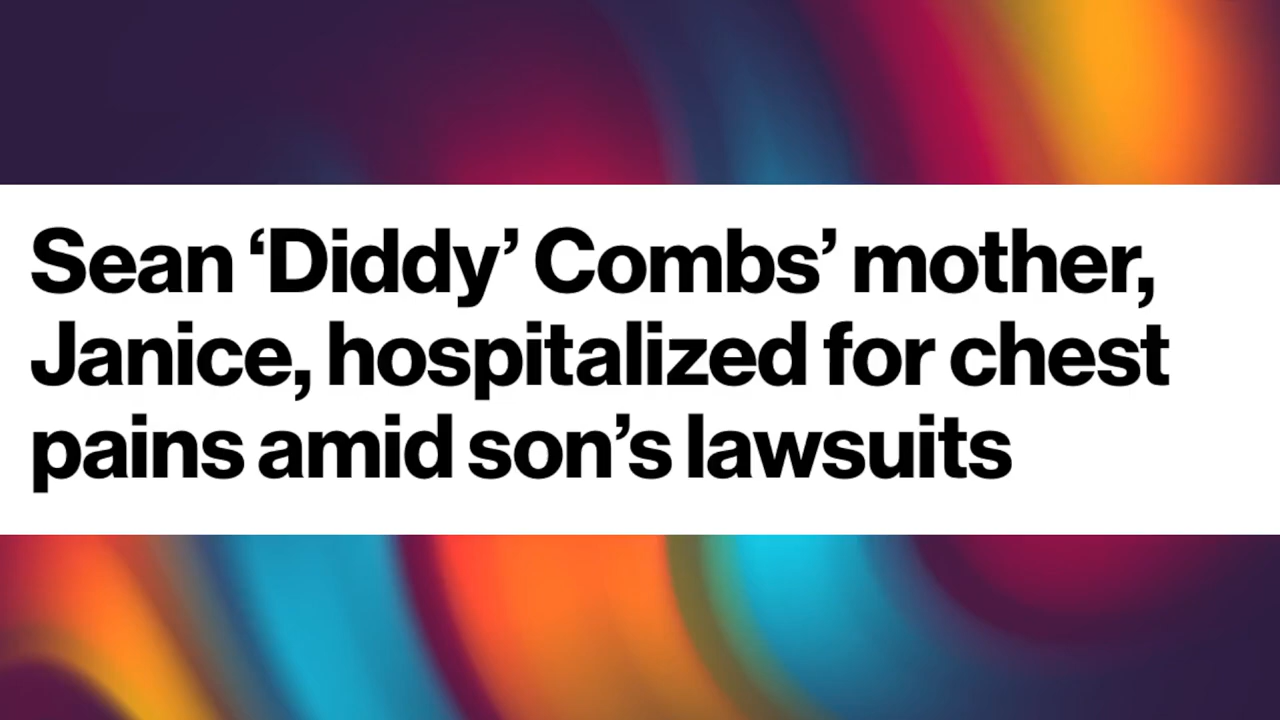 Sean ‘Diddy’ Combs’ mother,
Janice, hospitalized for chest
pains amid son’s lawsuits